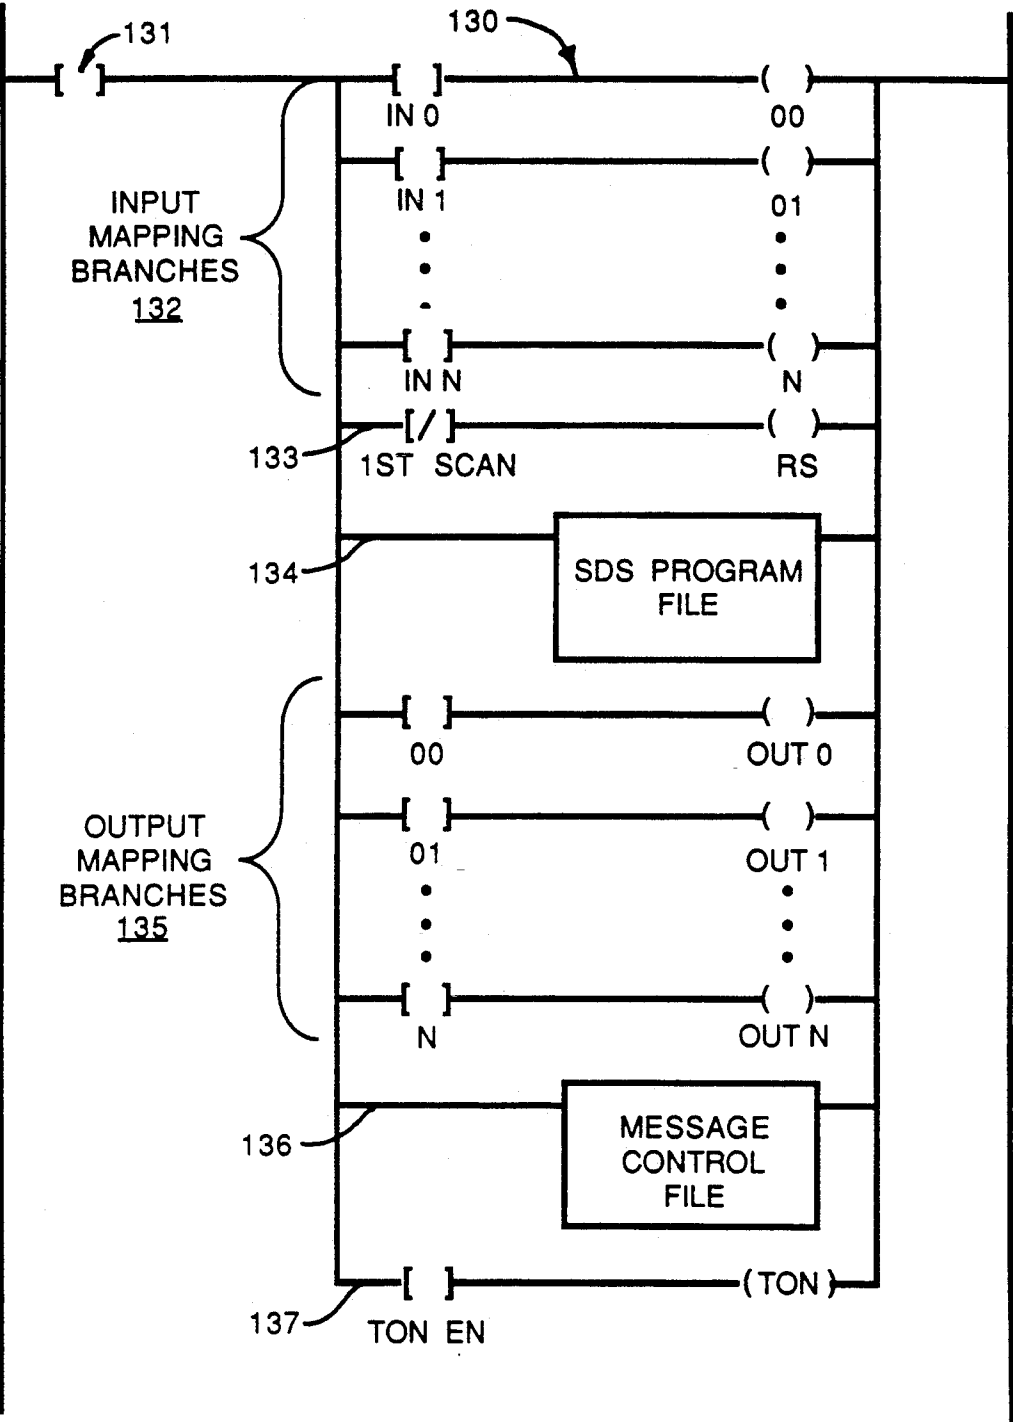 131
130
IN 0
00
IN 1
01
INPUT
MAPPING
BRANCHES
132
IN N
N
133
1ST SCAN
RS
134
SDS PROGRAM
FILE
00
OUT 0
01
OUT 1
OUTPUT
MAPPING
BRANCHES
135
N
OUT N
136
MESSAGE
CONTROL
FILE
TON
137
TON EN